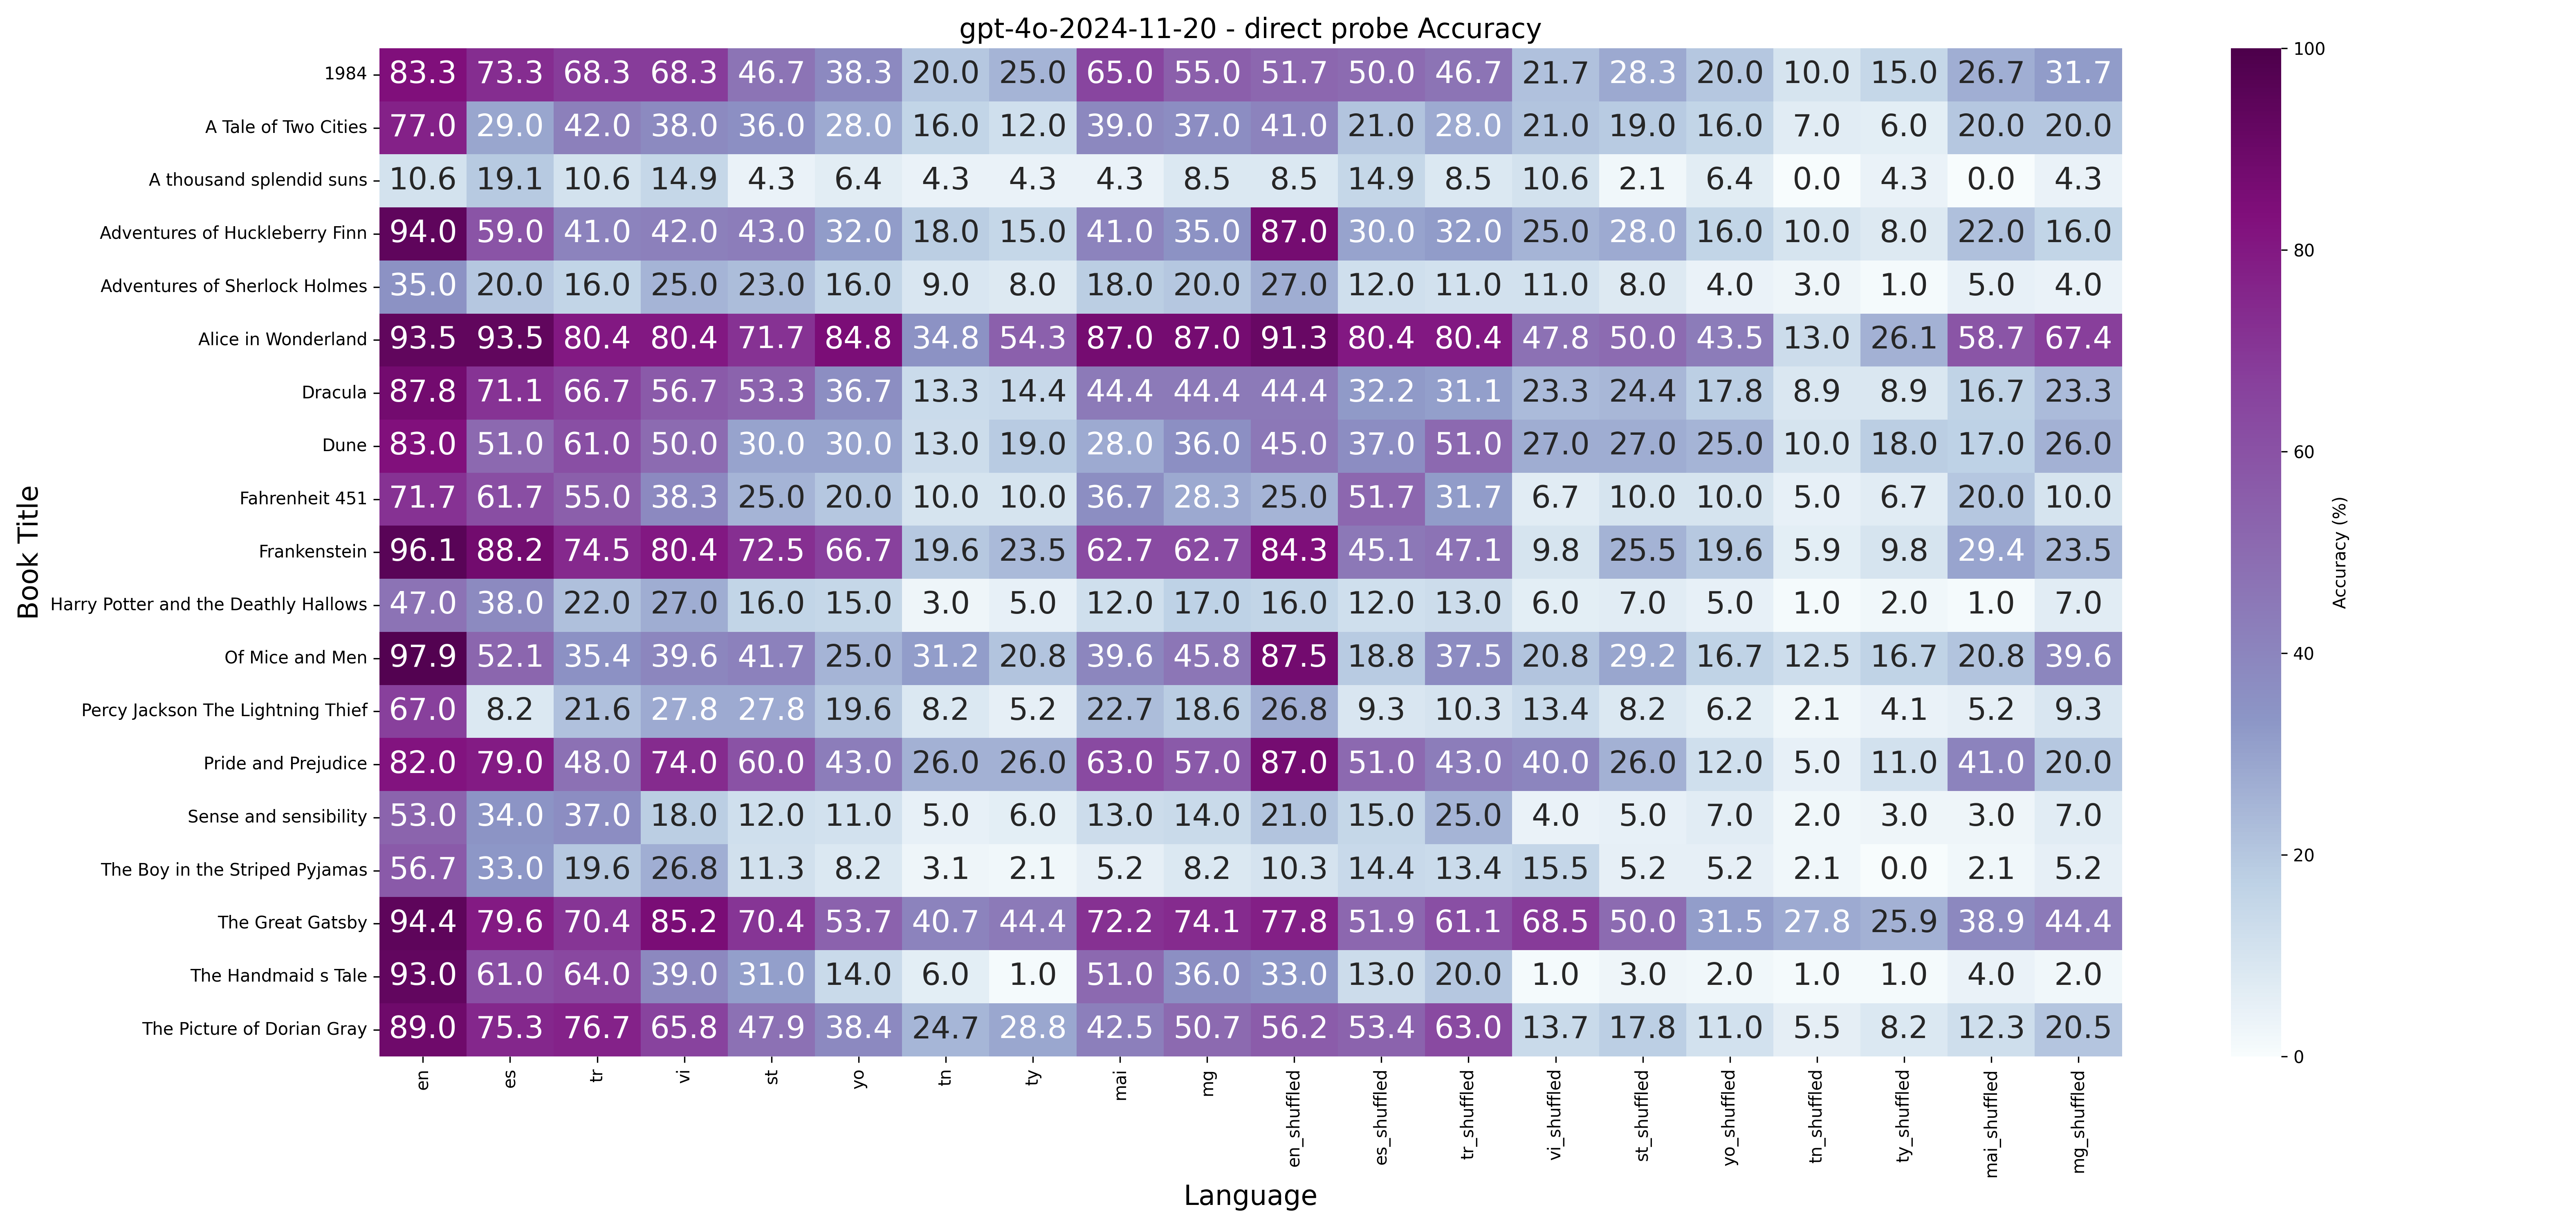 gpt-4o-2024-11-20 - direct probe Accuracy
Book Title
1984 83.3 73.3 68.3 68.3 46.7 38.3 20.0 25.0 65.0 55.0 51.7 50.0 46.7 21.7 28.3 20.0 10.0 15.0 26.7 31.7
A Tale of Two Cities 77.0 29.0 42.0 38.0 36.0 28.0 16.0 12.0 39.0 37.0 41.0 21.0 28.0 21.0 19.0 16.0 7.0 6.0 20.0 20.0
A thousand splendid suns 10.6 19.1 10.6 14.9 4.3 6.4 4.3 4.3 4.3 8.5 8.5 14.9 8.5 10.6 2.1 6.4 0.0 4.3 0.0 4.3
Adventures of Huckleberry Finn 94.0 59.0 41.0 42.0 43.0 32.0 18.0 15.0 41.0 35.0 87.0 30.0 32.0 25.0 28.0 16.0 10.0 8.0 22.0 16.0
Adventures of Sherlock Holmes 35.0 20.0 16.0 25.0 23.0 16.0 9.0 8.0 18.0 20.0 27.0 12.0 11.0 11.0 8.0 4.0 3.0 1.0 5.0 4.0
Alice in Wonderland 93.5 93.5 80.4 80.4 71.7 84.8 34.8 54.3 87.0 87.0 91.3 80.4 80.4 47.8 50.0 43.5 13.0 26.1 58.7 67.4
Dracula 87.8 71.1 66.7 56.7 53.3 36.7 13.3 14.4 44.4 44.4 44.4 32.2 31.1 23.3 24.4 17.8 8.9 8.9 16.7 23.3
Dune 83.0 51.0 61.0 50.0 30.0 30.0 13.0 19.0 28.0 36.0 45.0 37.0 51.0 27.0 27.0 25.0 10.0 18.0 17.0 26.0
Fahrenheit 451 71.7 61.7 55.0 38.3 25.0 20.0 10.0 10.0 36.7 28.3 25.0 51.7 31.7 6.7 10.0 10.0 5.0 6.7 20.0 10.0
Frankenstein 96.1 88.2 74.5 80.4 72.5 66.7 19.6 23.5 62.7 62.7 84.3 45.1 47.1 9.8 25.5 19.6 5.9 9.8 29.4 23.5
Harry Potter and the Deathly Hallows 47.0 38.0 22.0 27.0 16.0 15.0 3.0 5.0 12.0 17.0 16.0 12.0 13.0 6.0 7.0 5.0 1.0 2.0 1.0 7.0
Of Mice and Men 97.9 52.1 35.4 39.6 41.7 25.0 31.2 20.8 39.6 45.8 87.5 18.8 37.5 20.8 29.2 16.7 12.5 16.7 20.8 39.6
Percy Jackson The Lightning Thief 67.0 8.2 21.6 27.8 27.8 19.6 8.2 5.2 22.7 18.6 26.8 9.3 10.3 13.4 8.2 6.2 2.1 4.1 5.2 9.3
Pride and Prejudice 82.0 79.0 48.0 74.0 60.0 43.0 26.0 26.0 63.0 57.0 87.0 51.0 43.0 40.0 26.0 12.0 5.0 11.0 41.0 20.0
Sense and sensibility 53.0 34.0 37.0 18.0 12.0 11.0 5.0 6.0 13.0 14.0 21.0 15.0 25.0 4.0 5.0 7.0 2.0 3.0 3.0 7.0
The Boy in the Striped Pyjamas 56.7 33.0 19.6 26.8 11.3 8.2 3.1 2.1 5.2 8.2 10.3 14.4 13.4 15.5 5.2 5.2 2.1 0.0 2.1 5.2
The Great Gatsby 94.4 79.6 70.4 85.2 70.4 53.7 40.7 44.4 72.2 74.1 77.8 51.9 61.1 68.5 50.0 31.5 27.8 25.9 38.9 44.4
The Handmaid s Tale 93.0 61.0 64.0 39.0 31.0 14.0 6.0 1.0 51.0 36.0 33.0 13.0 20.0 1.0 3.0 2.0 1.0 1.0 4.0 2.0
The Picture of Dorian Gray 89.0 75.3 76.7 65.8 47.9 38.4 24.7 28.8 42.5 50.7 56.2 53.4 63.0 13.7 17.8 11.0 5.5 8.2 12.3 20.5
en es tr vi st yo tn ty mai mg en_shuffled es_shuffled tr_shuffled vi_shuffled st_shuffled yo_shuffled tn_shuffled ty_shuffled mai_shuffled mg_shuffled
Language
100
80
60
40
20
0
Accuracy (%)